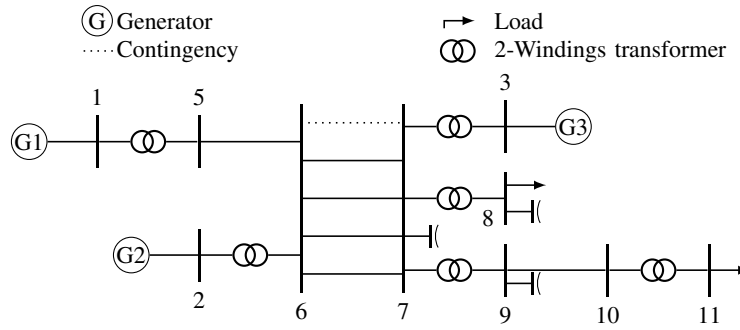 G Generator
Load
Contingency
2-Windings transformer
3
1
5
G1
G3
8
G2
2
6
7
9
10
11